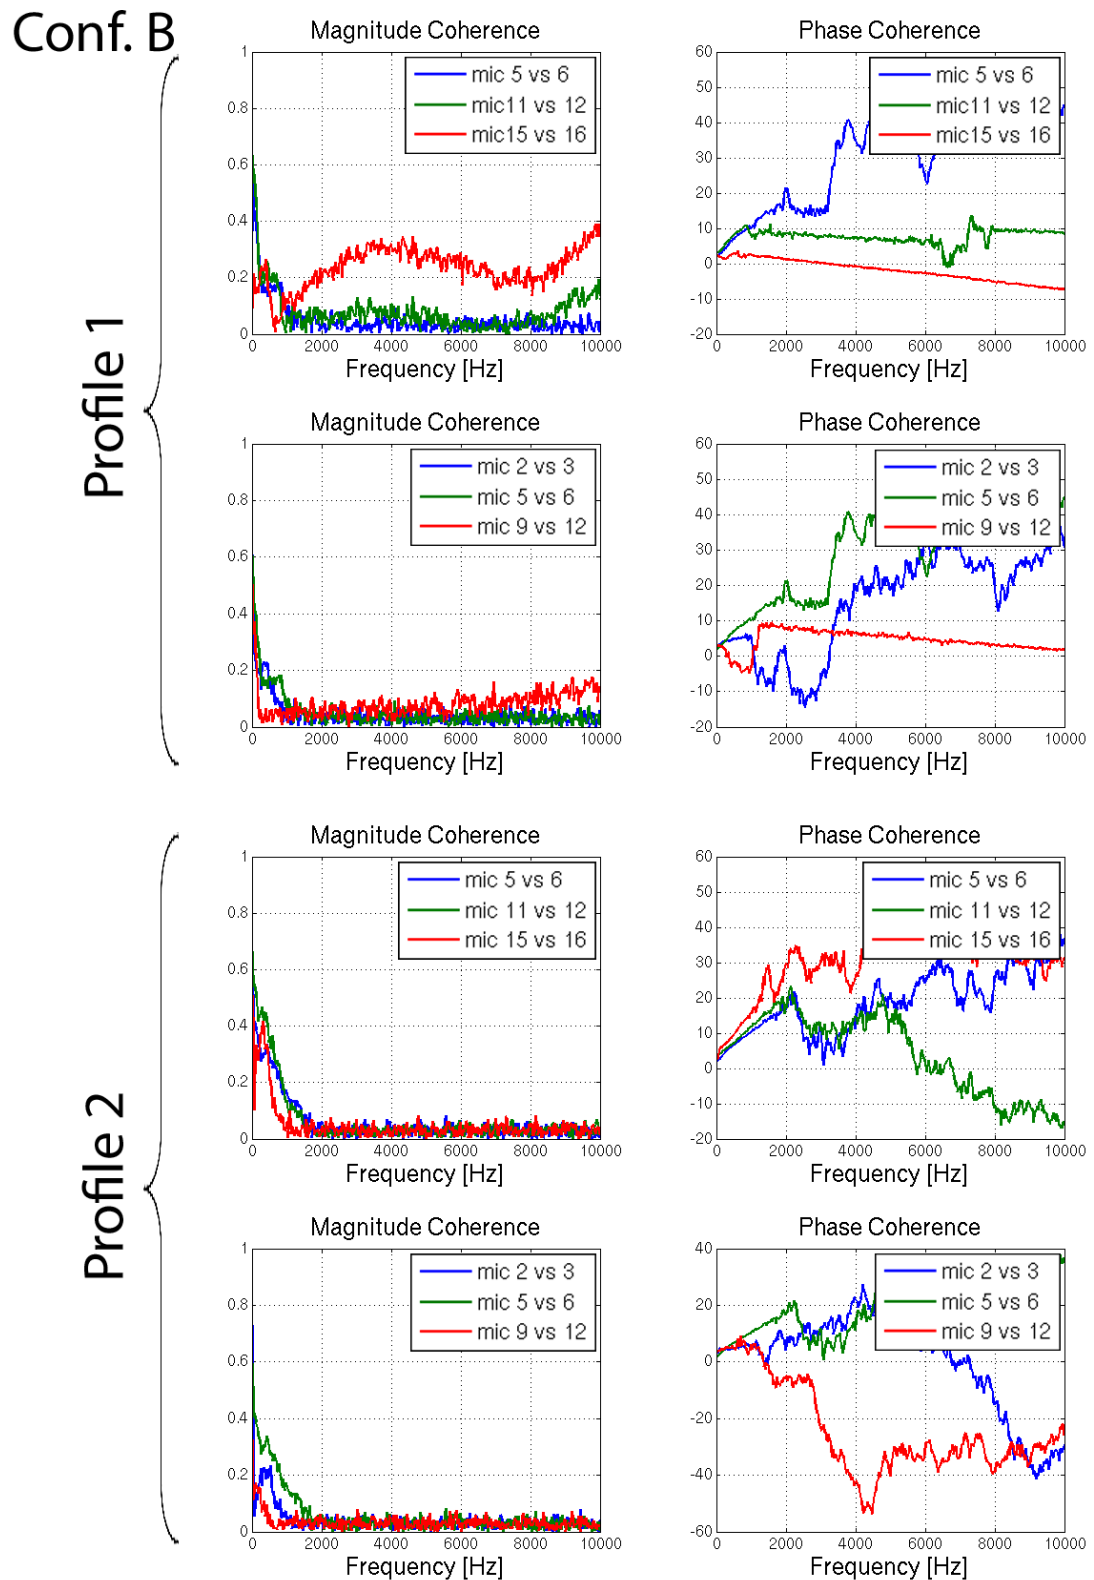 Conf. B
Profile 1
Magnitude Coherence
1
0.8
0.6
0.4
0.2
0
mic 5 vs 6
mic11 vs 12
mic15 vs 16
0 2000 4000 6000 8000 10000
Frequency [Hz]
Phase Coherence
60
50
40
30
20
10
0
-10
-20
mic 5 vs 6
mic11 vs 12
mic15 vs 16
0 2000 4000 6000 8000 10000
Frequency [Hz]
Magnitude Coherence
1
0.8
0.6
0.4
0.2
0
mic 2 vs 3
mic 5 vs 6
mic 9 vs 12
0 2000 4000 6000 8000 10000
Frequency [Hz]
Phase Coherence
60
50
40
30
20
10
0
-10
-20
mic 2 vs 3
mic 5 vs 6
mic 9 vs 12
0 2000 4000 6000 8000 10000
Frequency [Hz]
Profile 2
Magnitude Coherence
1
0.8
0.6
0.4
0.2
0
mic 5 vs 6
mic 11 vs 12
mic 15 vs 16
0 2000 4000 6000 8000 10000
Frequency [Hz]
Phase Coherence
60
50
40
30
20
10
0
-10
-20
mic 5 vs 6
mic 11 vs 12
mic 15 vs 16
0 2000 4000 6000 8000 10000
Frequency [Hz]
Magnitude Coherence
1
0.8
0.6
0.4
0.2
0
mic 2 vs 3
mic 5 vs 6
mic 9 vs 12
0 2000 4000 6000 8000 10000
Frequency [Hz]
Phase Coherence
40
20
0
-20
-40
-60
mic 2 vs 3
mic 5 vs 6
mic 9 vs 12
0 2000 4000 6000 8000 10000
Frequency [Hz]